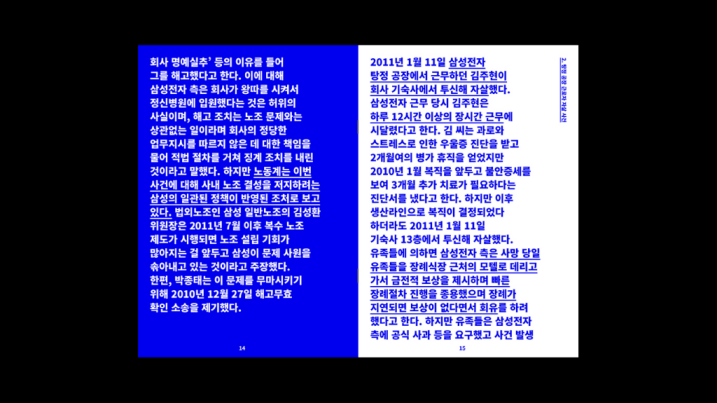 회사 명예실추’ 등의 이유를 들어
그를 해고했다고 한다. 이에 대해
삼성전자 측은 회사가 왕따를 시켜서
정신병원에 입원했다는 것은 허위의
사실이며, 해고 조치는 노조 문제와는
상관없는 일이라며 회사의 정당한
업무지시를 따르지 않은 데 대한 책임을
물어 적법 절차를 거쳐 징계 조치를 내린
것이라고 말했다. 하지만 노동계는 이번
사건에 대해 사내 노조 결성을 저지하려는
삼성의 일관된 정책이 반영된 조처로 보고
있다. 법외노조인 삼성 일반노조의 김성환
위원장은 2011년 7월 이후 복수 노조
제도가 시행되면 노조 설립 기회가
많아지는 걸 앞두고 삼성이 문제 사원을
솎아내고 있는 것이라고 주장했다.
한편, 박종태는 이 문제를 무마시키기
위해 2010년 12월 27일 해고무효
확인 소송을 제기했다.
14
2011년 1월 11일 삼성전자
탕정 공장에서 근무하던 김주현이
회사 기숙사에서 투신해 자살했다.
삼성전자 근무 당시 김주현은
하루 12시간 이상의 장시간 근무에
시달렸다고 한다. 김 씨는 과로와
스트레스로 인한 우울증 진단을 받고
2개월여의 병가 휴직을 얻었지만
2010년 1월 복직을 앞두고 불안증세를
보여 3개월 추가 치료가 필요하다는
진단서를 냈다고 한다. 하지만 이후
생산라인으로 복직이 결정되었다
하더라도 2011년 1월 11일
기숙사 13층에서 투신해 자살했다.
유족들에 의하면 삼성전자 측은 사망 당일
유족들을 장례식장 근처의 모텔로 데리고
가서 금전적 보상을 제시하며 빠른
장례절차 진행을 종용했으며 장례가
지연되면 보상이 없다면서 회유를 하려
했다고 한다. 하지만 유족들은 삼성전자
측에 공식 사과 등을 요구했고 사건 발생
15
2. 탕정 공장 근로자 자살 사건